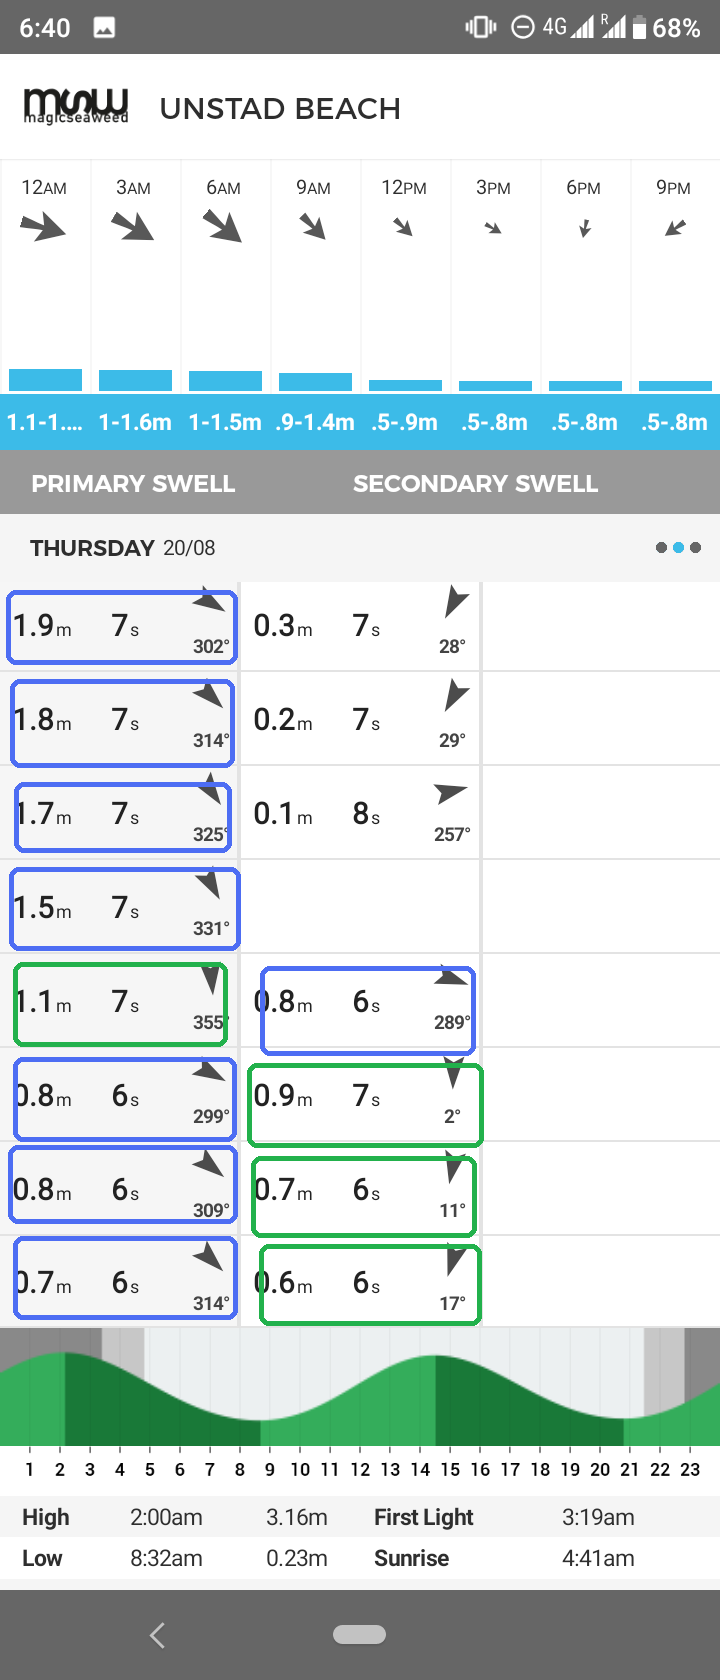 6:40 4G R 68%
msw
magicseaweed
UNSTAD BEACH
12AM 3AM 6AM 9AM 12PM 3PM 6PM 9PM
1.1-1.... 1-1.6m 1-1.5m .9-1.4m .5-.9m .5-.8m .5-.8m .5-.8m
PRIMARY SWELL SECONDARY SWELL
THURSDAY 20/08
1.9m 7s 302° 0.3m 7s 28°
1.8m 7s 314° 0.2m 7s 29°
1.7m 7s 325° 0.1m 8s 257°
1.5m 7s 331°
1.1m 7s 355° 0.8m 6s 289°
0.8m 6s 299° 0.9m 7s 2°
0.8m 6s 309° 0.7m 6s 11°
0.7m 6s 314° 0.6m 6s 17°
1 2 3 4 5 6 7 8 9 10 11 12 13 14 15 16 17 18 19 20 21 22 23
High 2:00am 3.16m First Light 3:19am
Low 8:32am 0.23m Sunrise 4:41am